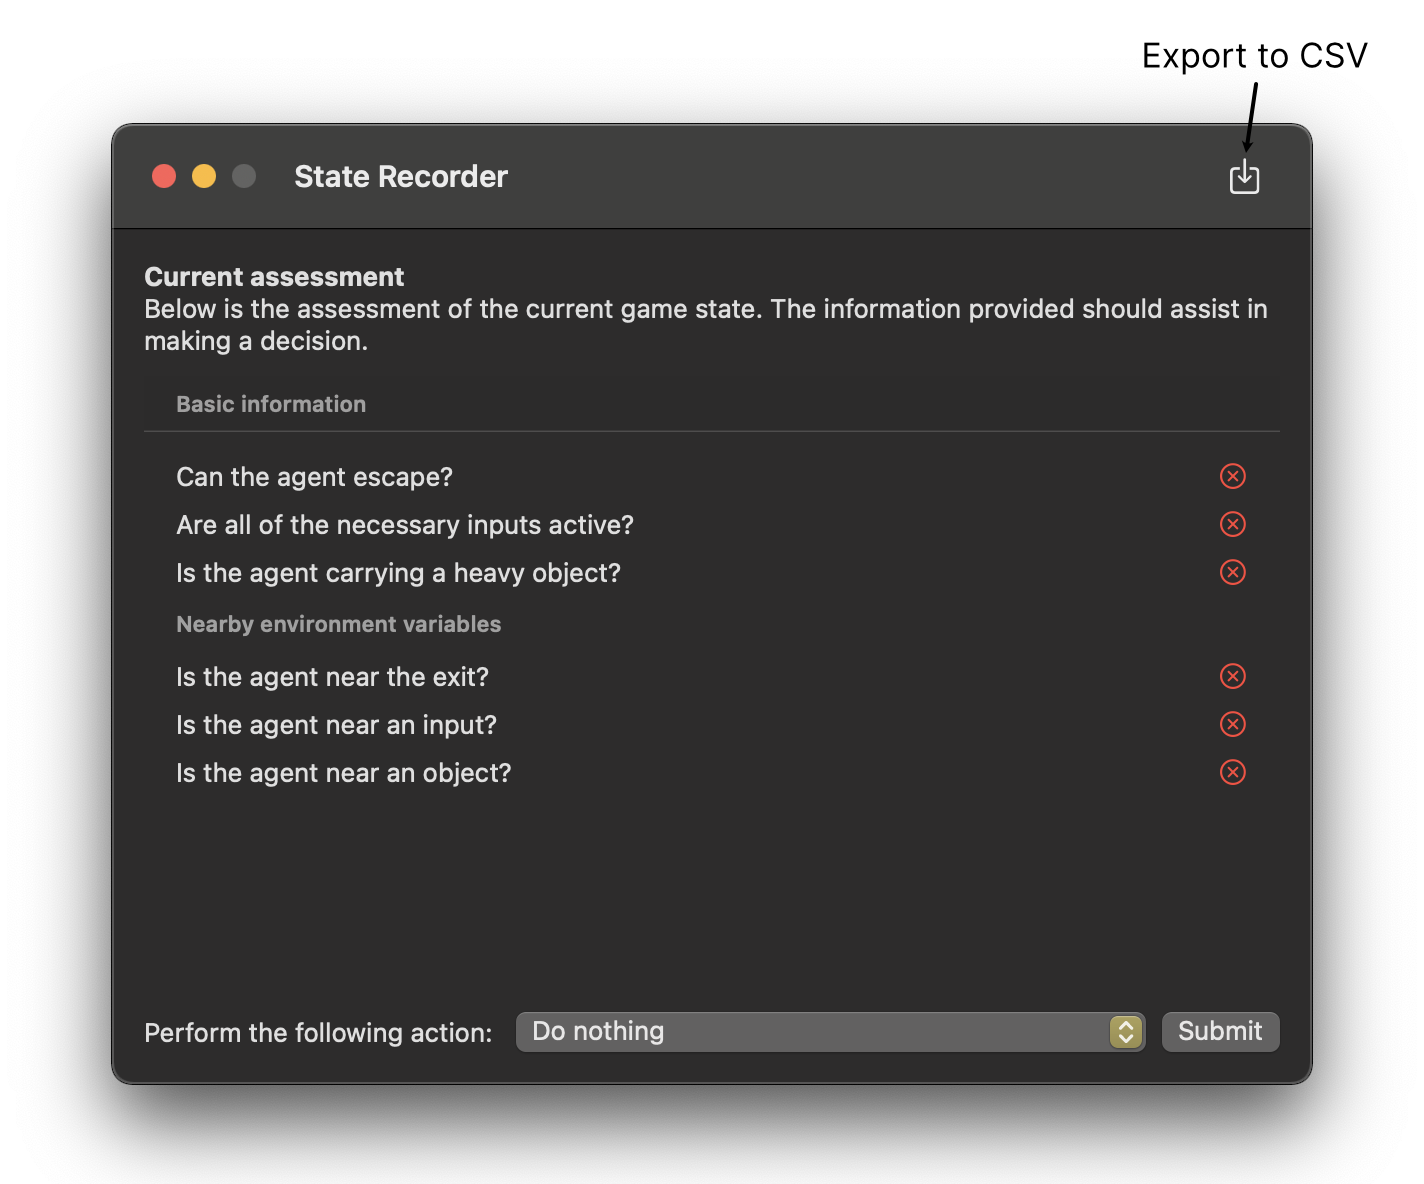 Export to CSV
State Recorder
Current assessment
Below is the assessment of the current game state. The information provided should assist in
making a decision.
Basic information
Can the agent escape?
Are all of the necessary inputs active?
Is the agent carrying a heavy object?
Nearby environment variables
Is the agent near the exit?
Is the agent near an input?
Is the agent near an object?
Perform the following action: Do nothing Submit